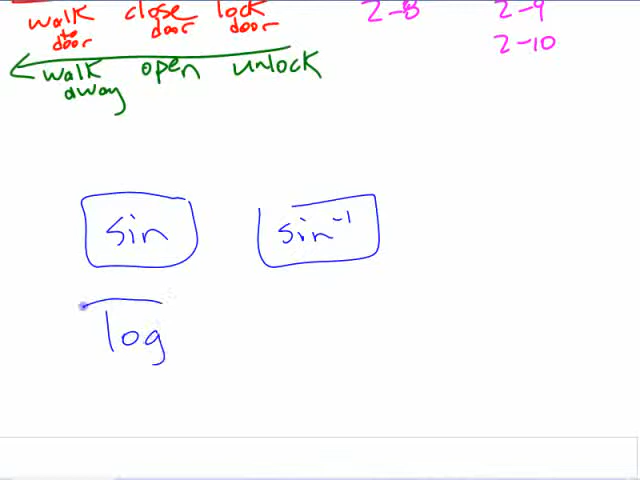 walk to door close door lock door 2-8 2-9
2-10
walk away open unlock
sin sin⁻¹
log